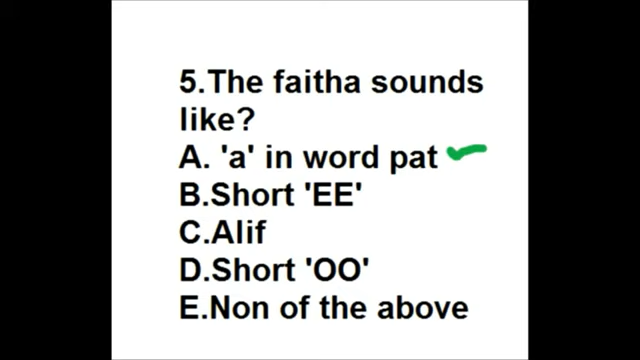 5.The faitha sounds
like?
A. 'a' in word pat
B.Short 'EE'
C.Alif
D.Short 'OO'
E.Non of the above